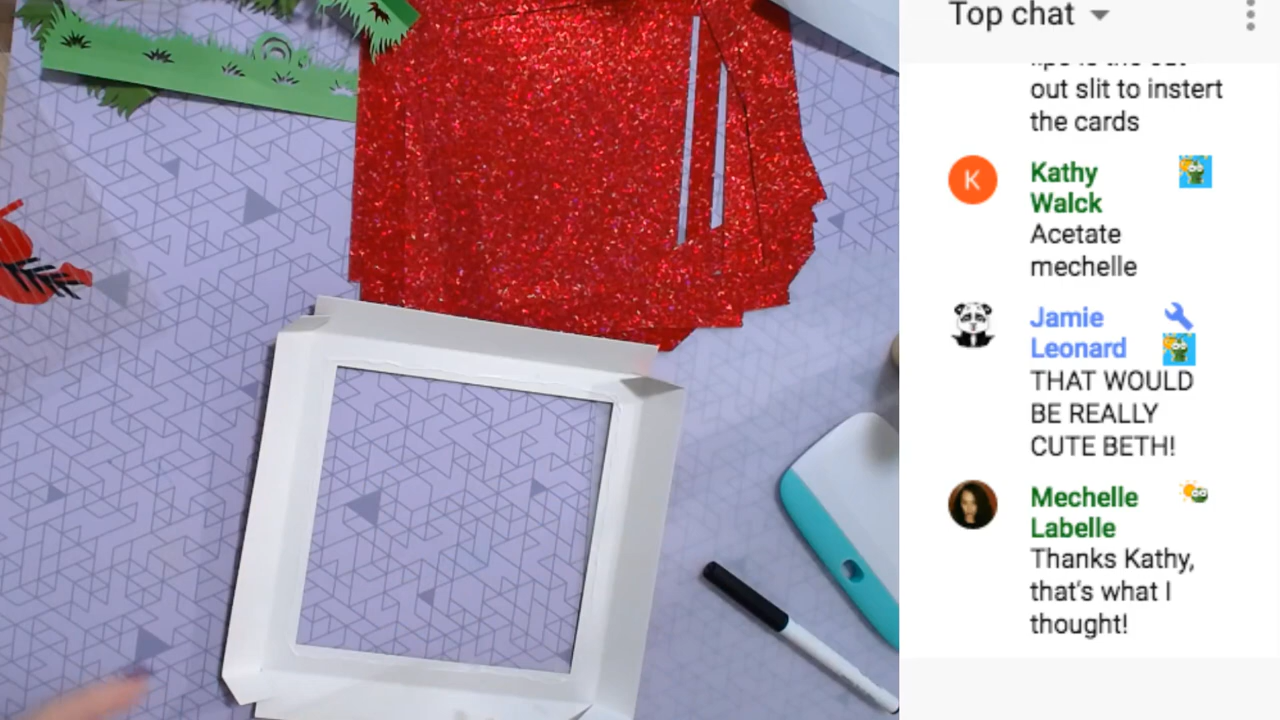 Top chat
out slit to instert
the cards
K
Kathy
Walck
Acetate
mechelle
Jamie
Leonard
THAT WOULD
BE REALLY
CUTE BETH!
Mechelle
Labelle
Thanks Kathy,
that's what I
thought!